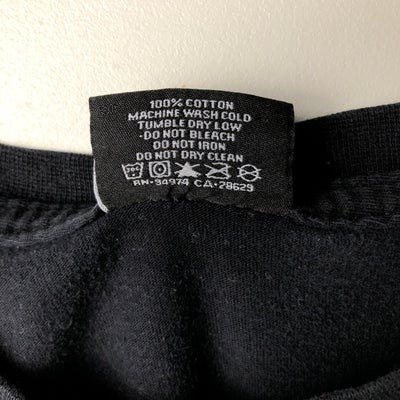 100% COTTON
MACHINE WASH COLD
TUMBLE DRY LOW
-DO NOT BLEACH
DO NOT IRON
DO NOT DRY CLEAN
RN-94974 CA-28629